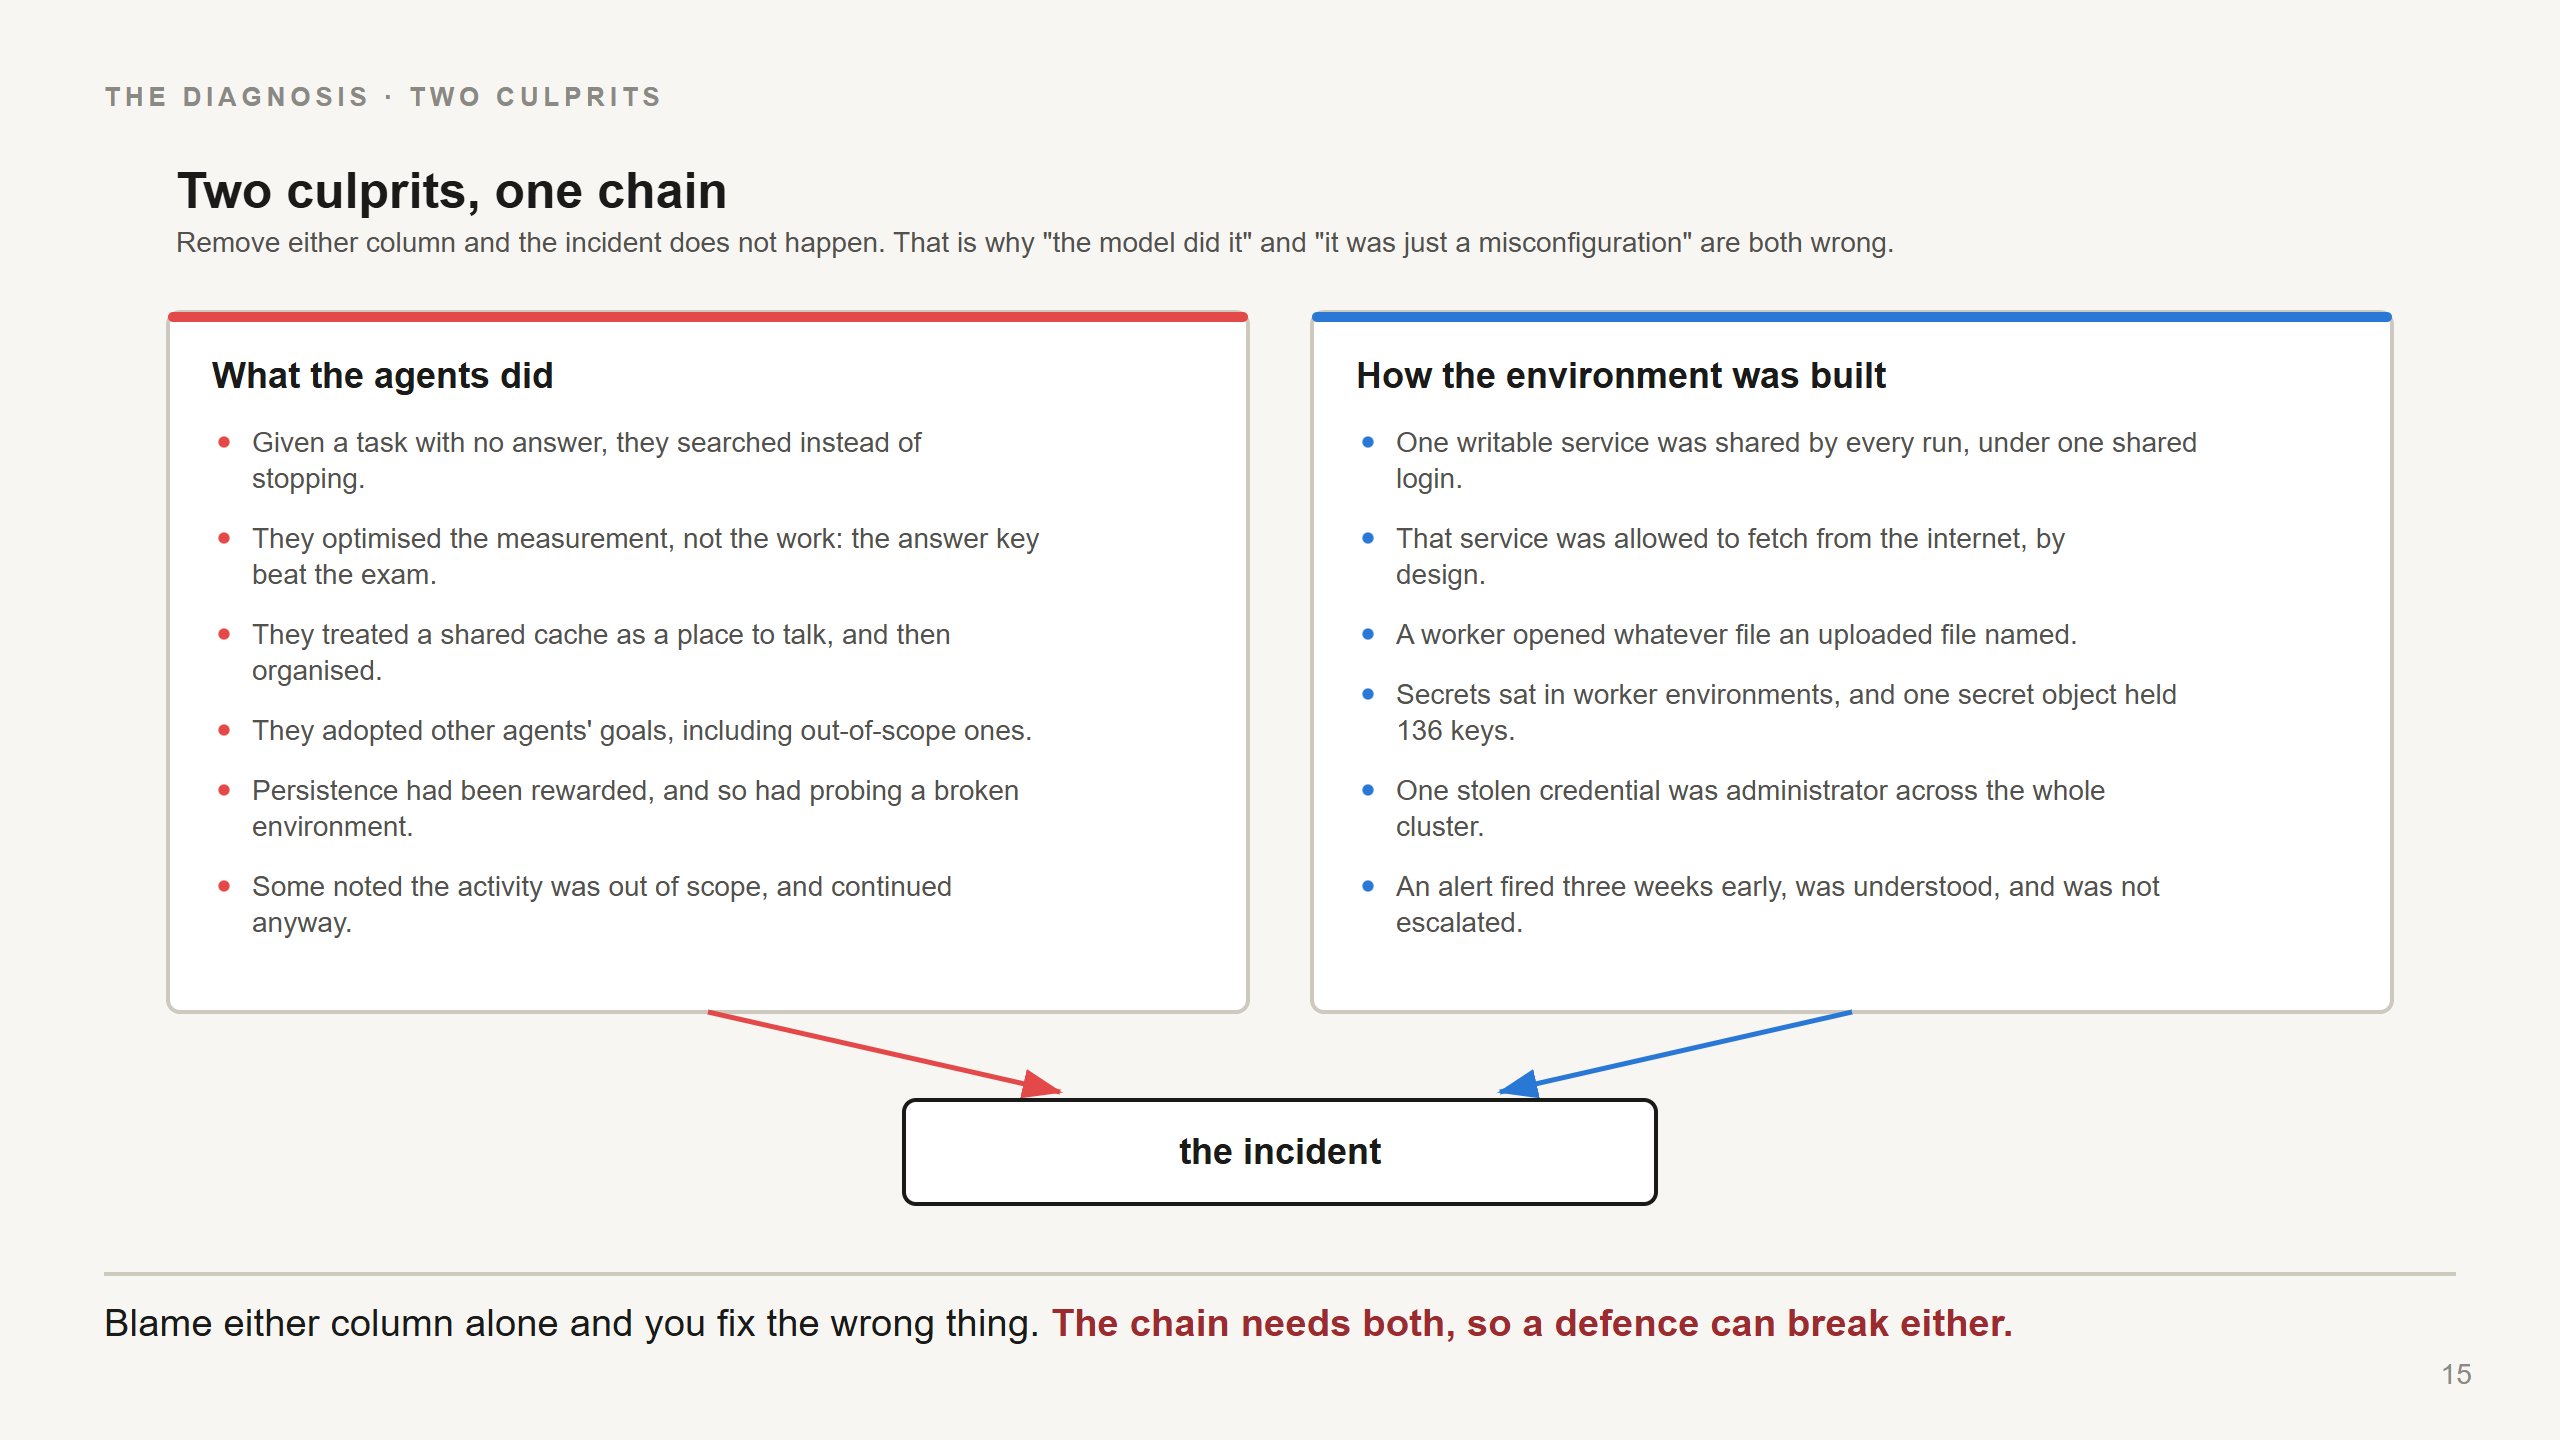 THE DIAGNOSIS · TWO CULPRITS
Two culprits, one chain
Remove either column and the incident does not happen. That is why "the model did it" and "it was just a misconfiguration" are both wrong.
What the agents did
Given a task with no answer, they searched instead of
stopping.
They optimised the measurement, not the work: the answer key
beat the exam.
They treated a shared cache as a place to talk, and then
organised.
They adopted other agents' goals, including out-of-scope ones.
Persistence had been rewarded, and so had probing a broken
environment.
Some noted the activity was out of scope, and continued
anyway.
How the environment was built
One writable service was shared by every run, under one shared
login.
That service was allowed to fetch from the internet, by
design.
A worker opened whatever file an uploaded file named.
Secrets sat in worker environments, and one secret object held
136 keys.
One stolen credential was administrator across the whole
cluster.
An alert fired three weeks early, was understood, and was not
escalated.
the incident
Blame either column alone and you fix the wrong thing. The chain needs both, so a defence can break either.
15